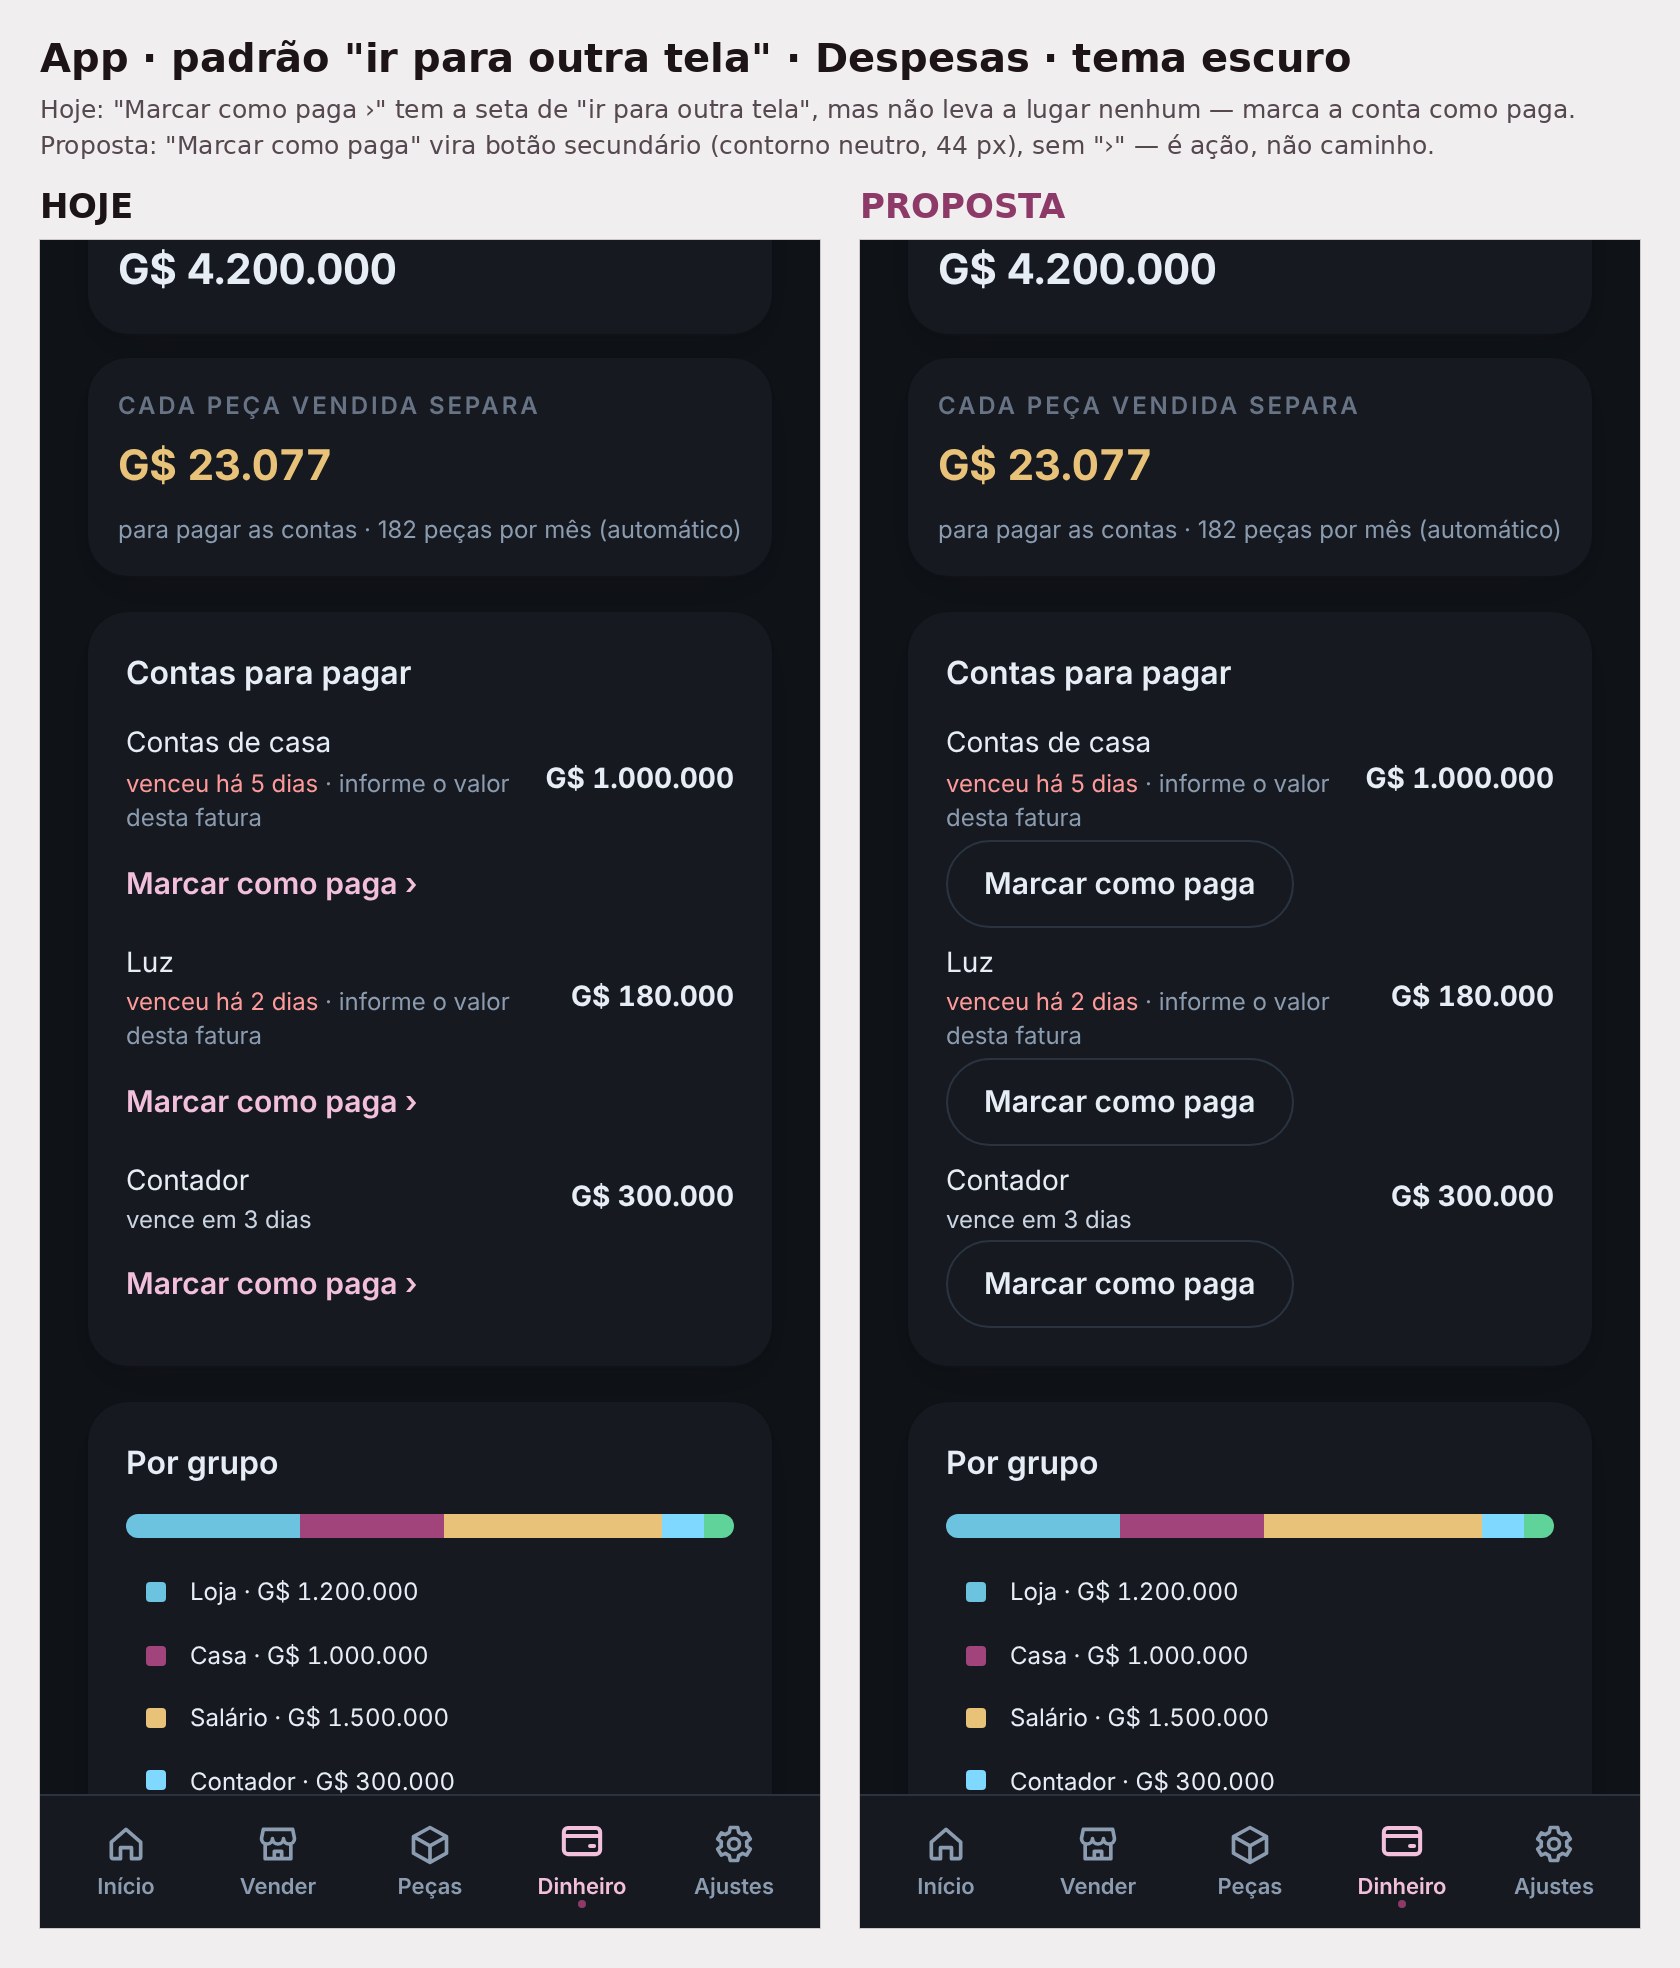 App · padrão "ir para outra tela" · Despesas · tema escuro
Hoje: "Marcar como paga ›" tem a seta de "ir para outra tela", mas não leva a lugar nenhum — marca a conta como paga.
Proposta: "Marcar como paga" vira botão secundário (contorno neutro, 44 px), sem "›" — é ação, não caminho.
HOJE
G$ 4.200.000
CADA PEÇA VENDIDA SEPARA
G$ 23.077
para pagar as contas · 182 peças por mês (automático)
Contas para pagar
Contas de casa
venceu há 5 dias · informe o valor
desta fatura
G$ 1.000.000
Marcar como paga ›
Luz
venceu há 2 dias · informe o valor
desta fatura
G$ 180.000
Marcar como paga ›
Contador
vence em 3 dias
G$ 300.000
Marcar como paga ›
Por grupo
Loja · G$ 1.200.000
Casa · G$ 1.000.000
Salário · G$ 1.500.000
Contador · G$ 300.000
Início
Vender
Peças
Dinheiro
Ajustes
PROPOSTA
G$ 4.200.000
CADA PEÇA VENDIDA SEPARA
G$ 23.077
para pagar as contas · 182 peças por mês (automático)
Contas para pagar
Contas de casa
venceu há 5 dias · informe o valor
desta fatura
G$ 1.000.000
Marcar como paga
Luz
venceu há 2 dias · informe o valor
desta fatura
G$ 180.000
Marcar como paga
Contador
vence em 3 dias
G$ 300.000
Marcar como paga
Por grupo
Loja · G$ 1.200.000
Casa · G$ 1.000.000
Salário · G$ 1.500.000
Contador · G$ 300.000
Início
Vender
Peças
Dinheiro
Ajustes